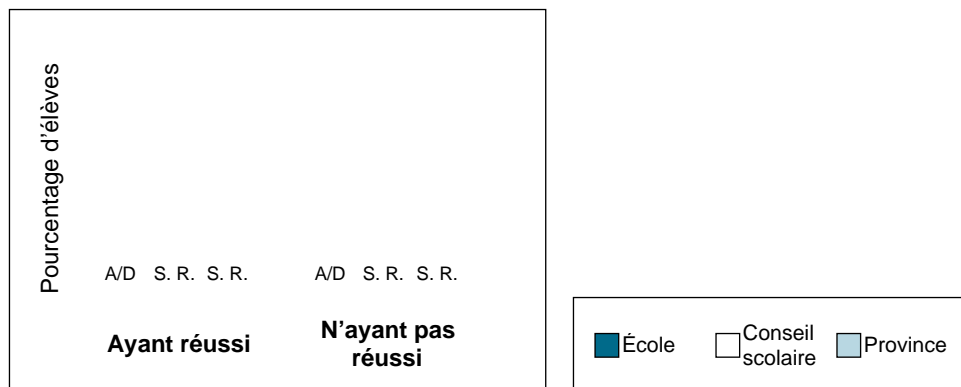 Pourcentage d'élèves
A/D S. R. S. R. A/D S. R. S. R.
Ayant réussi
N'ayant pas
réussi
École
Conseil
scolaire
Province